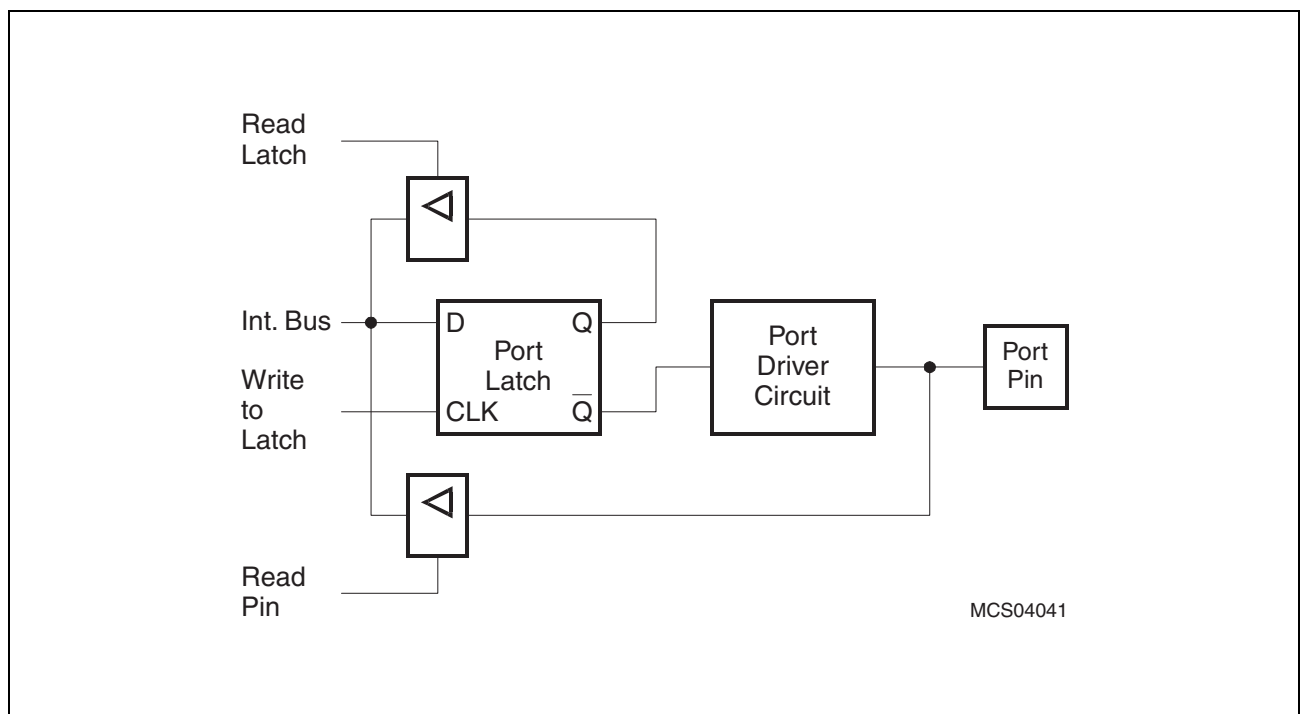 Read
Latch
Int. Bus
D
Q
Port
Latch
Write
to
Latch
CLK
Q̅
Port
Driver
Circuit
Port
Pin
Read
Pin
MCS04041